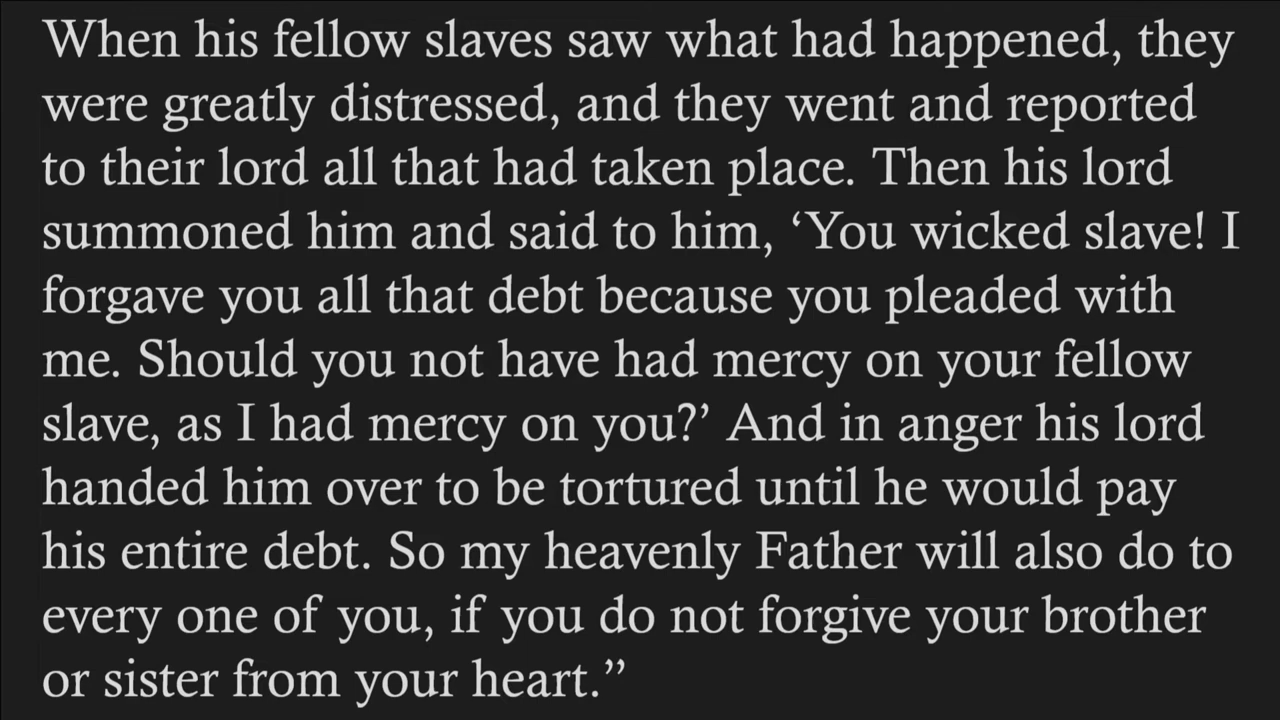 When his fellow slaves saw what had happened, they
were greatly distressed, and they went and reported
to their lord all that had taken place. Then his lord
summoned him and said to him, ‘You wicked slave! I
forgave you all that debt because you pleaded with
me. Should you not have had mercy on your fellow
slave, as I had mercy on you?’ And in anger his lord
handed him over to be tortured until he would pay
his entire debt. So my heavenly Father will also do to
every one of you, if you do not forgive your brother
or sister from your heart.”